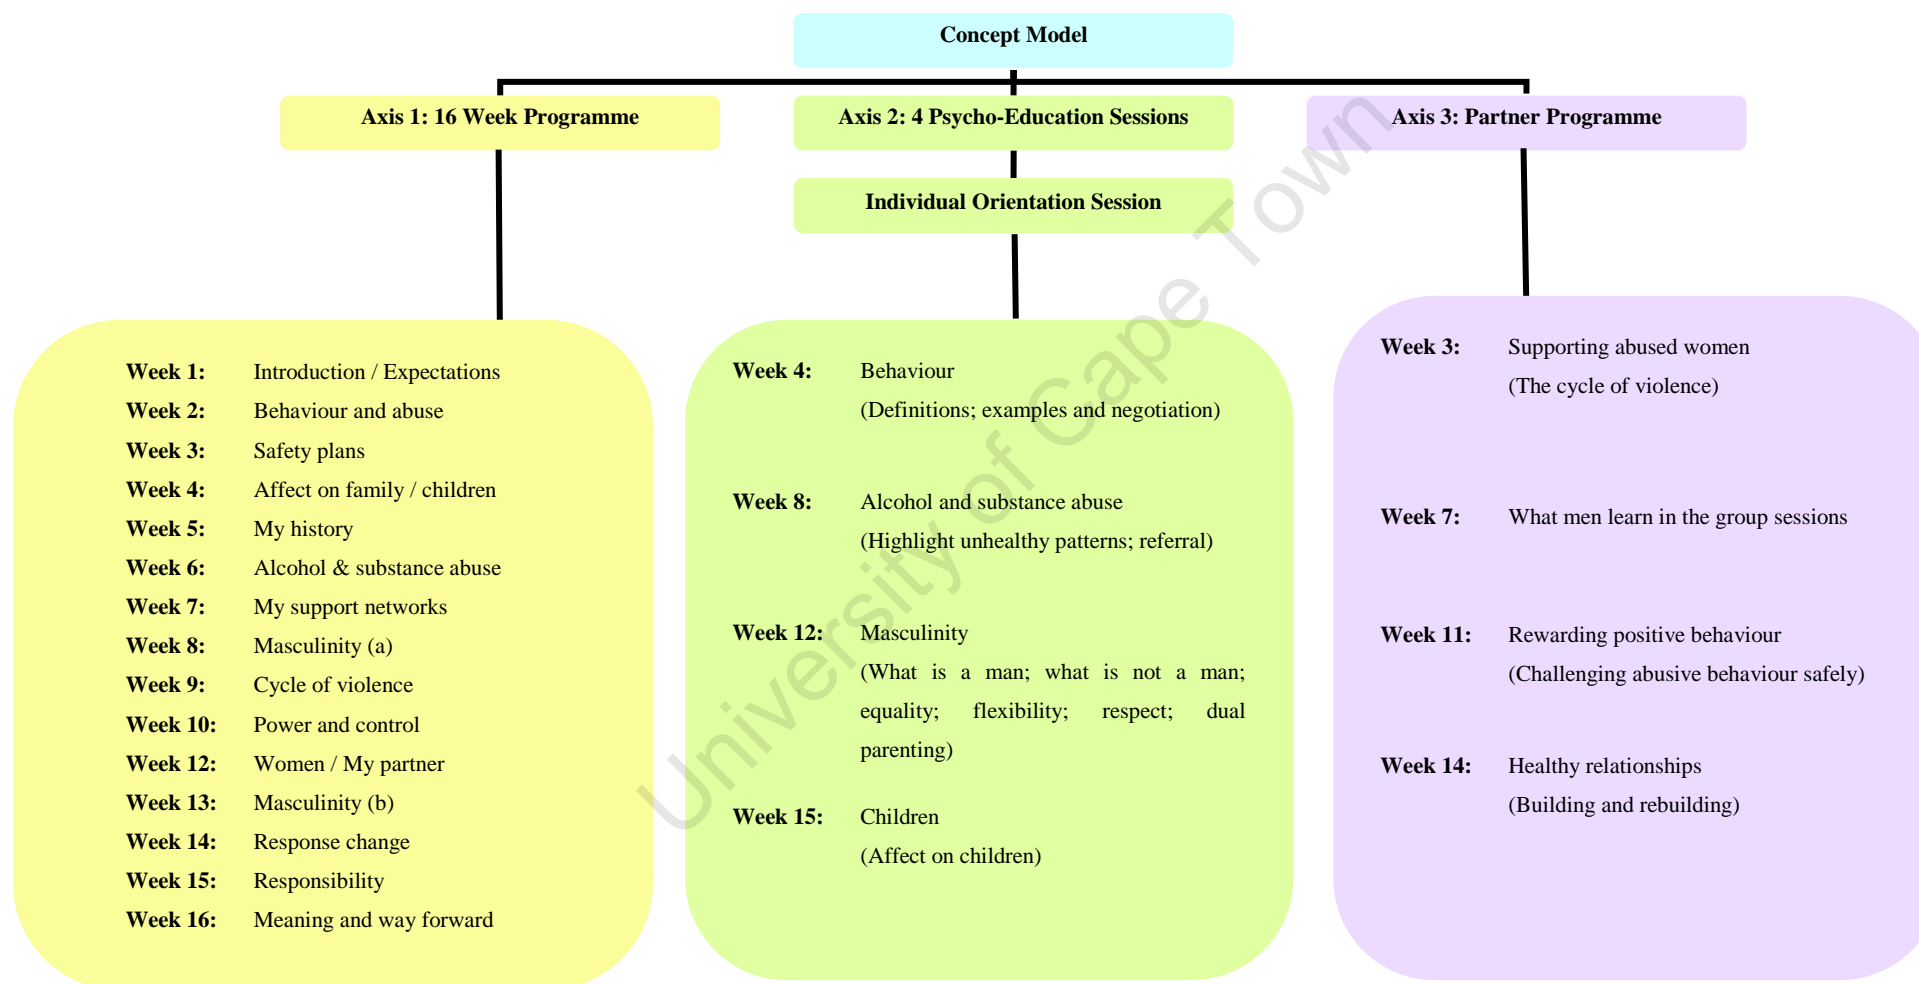 Concept Model
Axis 1: 16 Week Programme
Axis 2: 4 Psycho-Education Sessions
Axis 3: Partner Programme
Individual Orientation Session
Week 1: Introduction / Expectations
Week 2: Behaviour and abuse
Week 3: Safety plans
Week 4: Affect on family / children
Week 5: My history
Week 6: Alcohol & substance abuse
Week 7: My support networks
Week 8: Masculinity (a)
Week 9: Cycle of violence
Week 10: Power and control
Week 12: Women / My partner
Week 13: Masculinity (b)
Week 14: Response change
Week 15: Responsibility
Week 16: Meaning and way forward
Week 4: Behaviour
(Definitions; examples and negotiation)
Week 8: Alcohol and substance abuse
(Highlight unhealthy patterns; referral)
Week 12: Masculinity
(What is a man; what is not a man;
equality; flexibility; respect; dual
parenting)
Week 15: Children
(Affect on children)
Week 3: Supporting abused women
(The cycle of violence)
Week 7: What men learn in the group sessions
Week 11: Rewarding positive behaviour
(Challenging abusive behaviour safely)
Week 14: Healthy relationships
(Building and rebuilding)
University of Cape Town